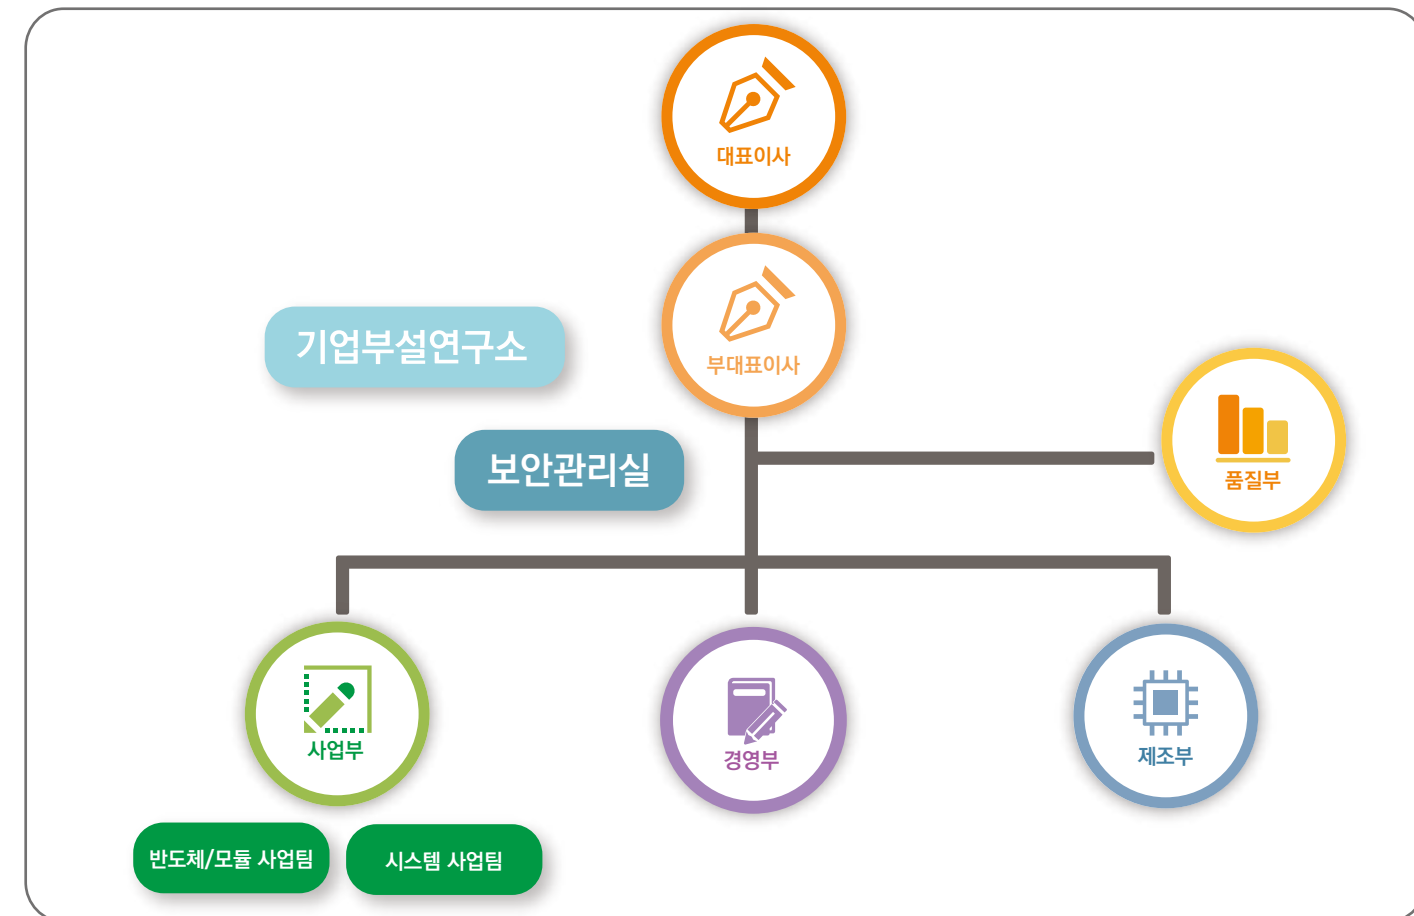 대표이사
부대표이사
기업부설연구소
보안관리실
품질부
사업부
경영부
제조부
반도체/모듈 사업팀
시스템 사업팀